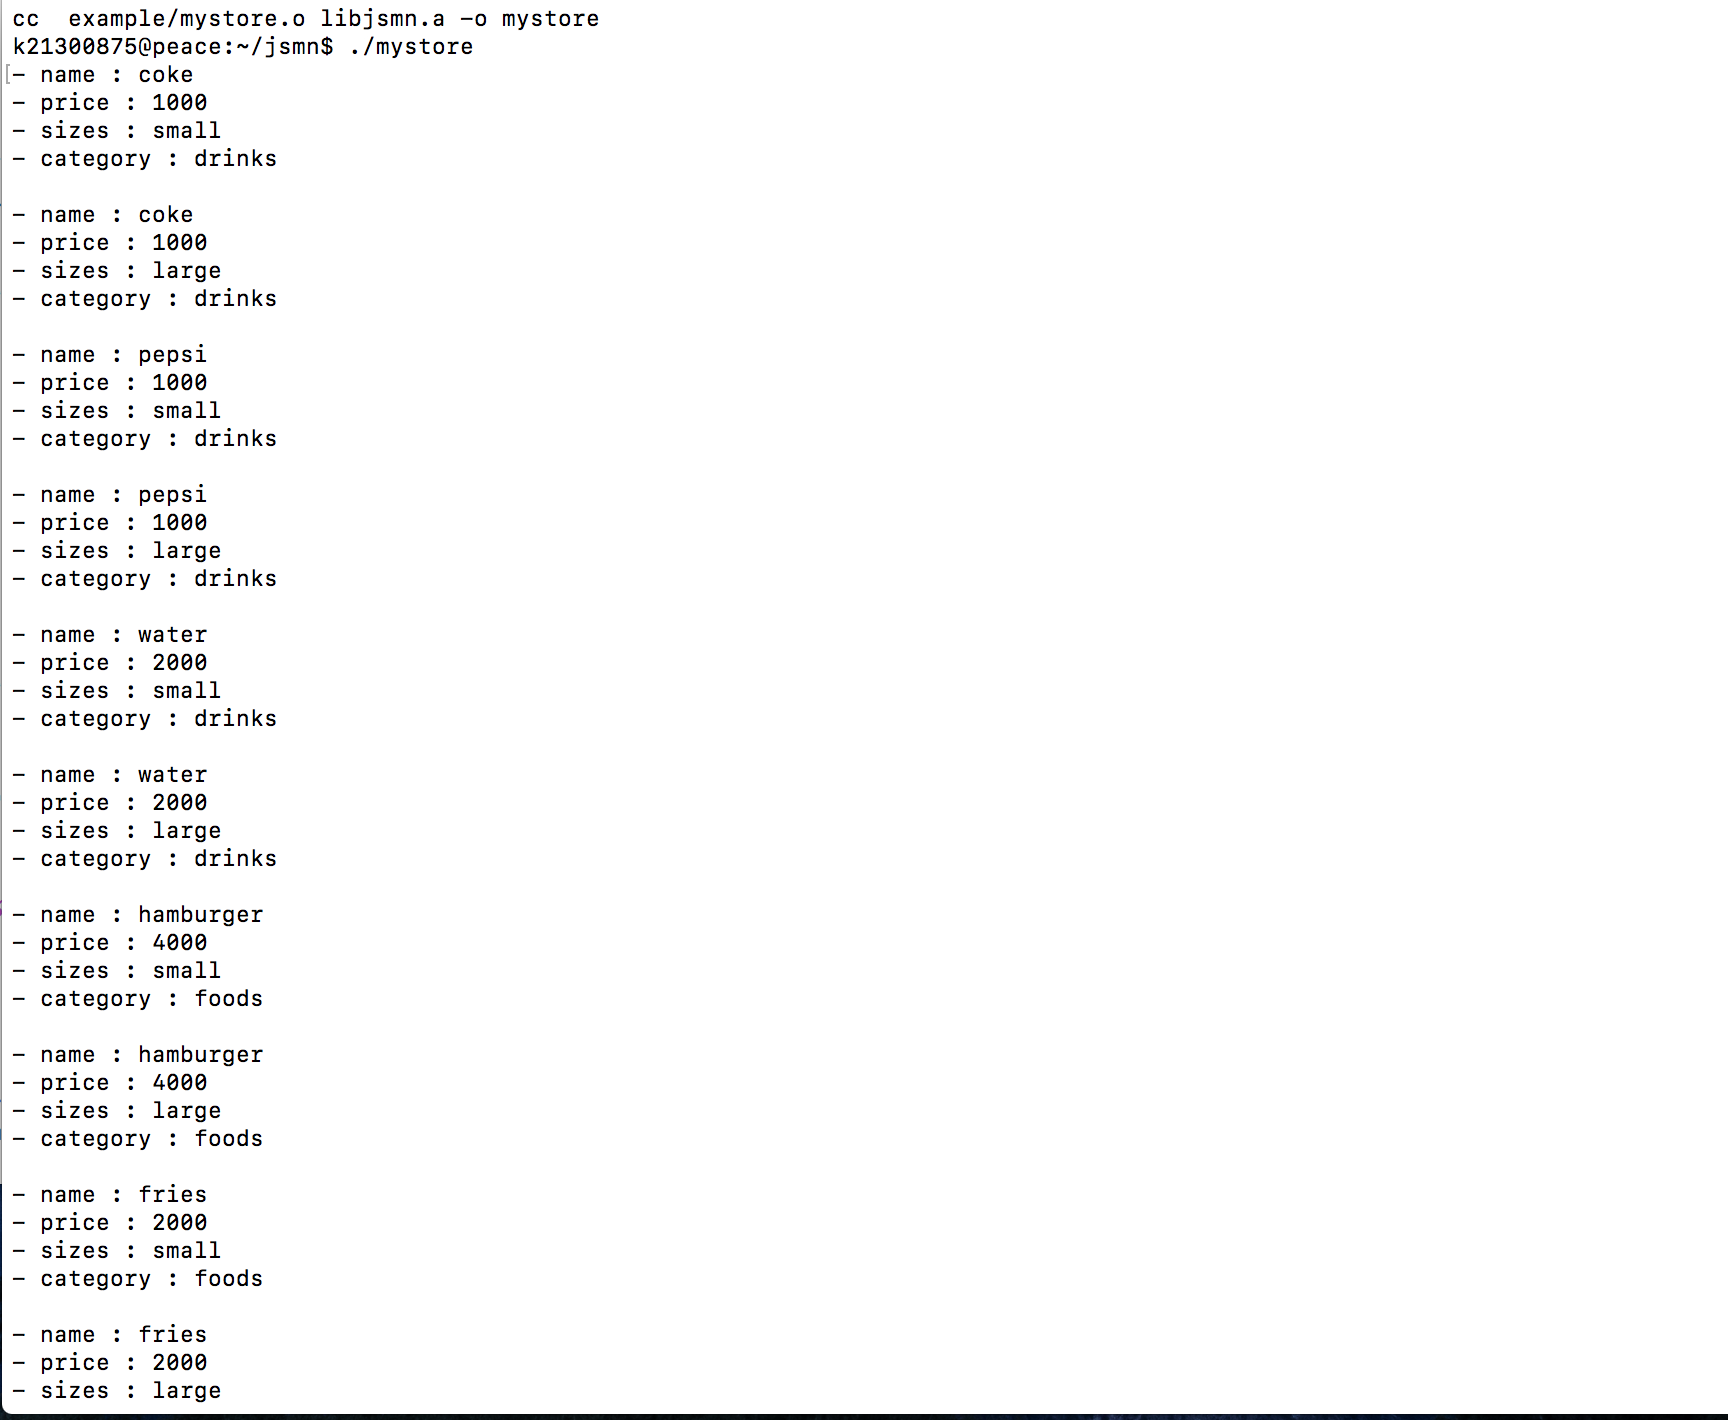 cc  example/mystore.o libjsmn.a -o mystore
k21300875@peace:~/jsmn$ ./mystore
[- name : coke
- price : 1000
- sizes : small
- category : drinks

- name : coke
- price : 1000
- sizes : large
- category : drinks

- name : pepsi
- price : 1000
- sizes : small
- category : drinks

- name : pepsi
- price : 1000
- sizes : large
- category : drinks

- name : water
- price : 2000
- sizes : small
- category : drinks

- name : water
- price : 2000
- sizes : large
- category : drinks

- name : hamburger
- price : 4000
- sizes : small
- category : foods

- name : hamburger
- price : 4000
- sizes : large
- category : foods

- name : fries
- price : 2000
- sizes : small
- category : foods

- name : fries
- price : 2000
- sizes : large